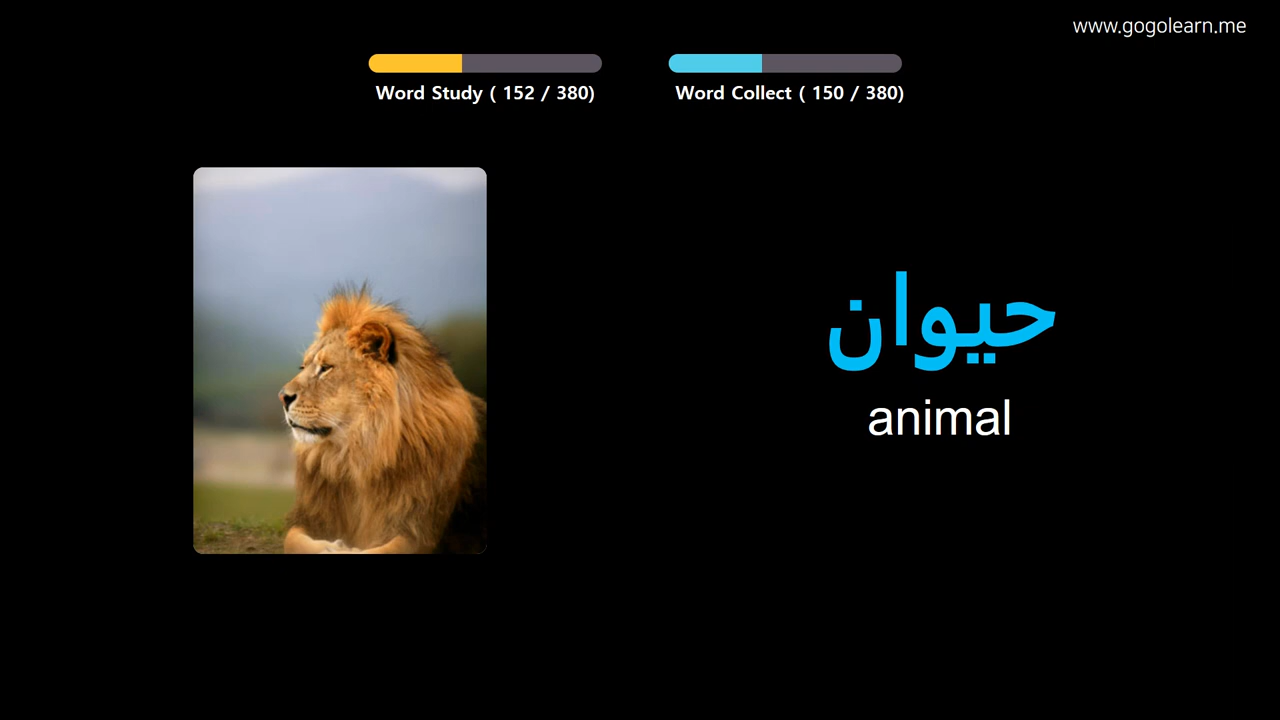 www.gogolearn.me
Word Study ( 152 / 380)
Word Collect ( 150 / 380)
حيوان
animal